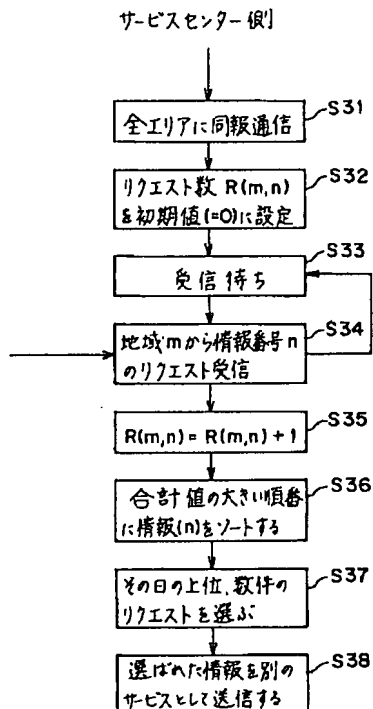 サービスセンター側
全エリアに同報通信
S31
リクエスト数 R(m,n)
を初期値(=0)に設定
S32
受信待ち
S33
地域mから情報番号n
のリクエスト受信
S34
R(m,n) = R(m,n) + 1
S35
合計値の大きい順番
に情報(n)をソートする
S36
その日の上位、数件の
リクエストを選ぶ
S37
選ばれた情報を別の
サービスとして送信する
S38